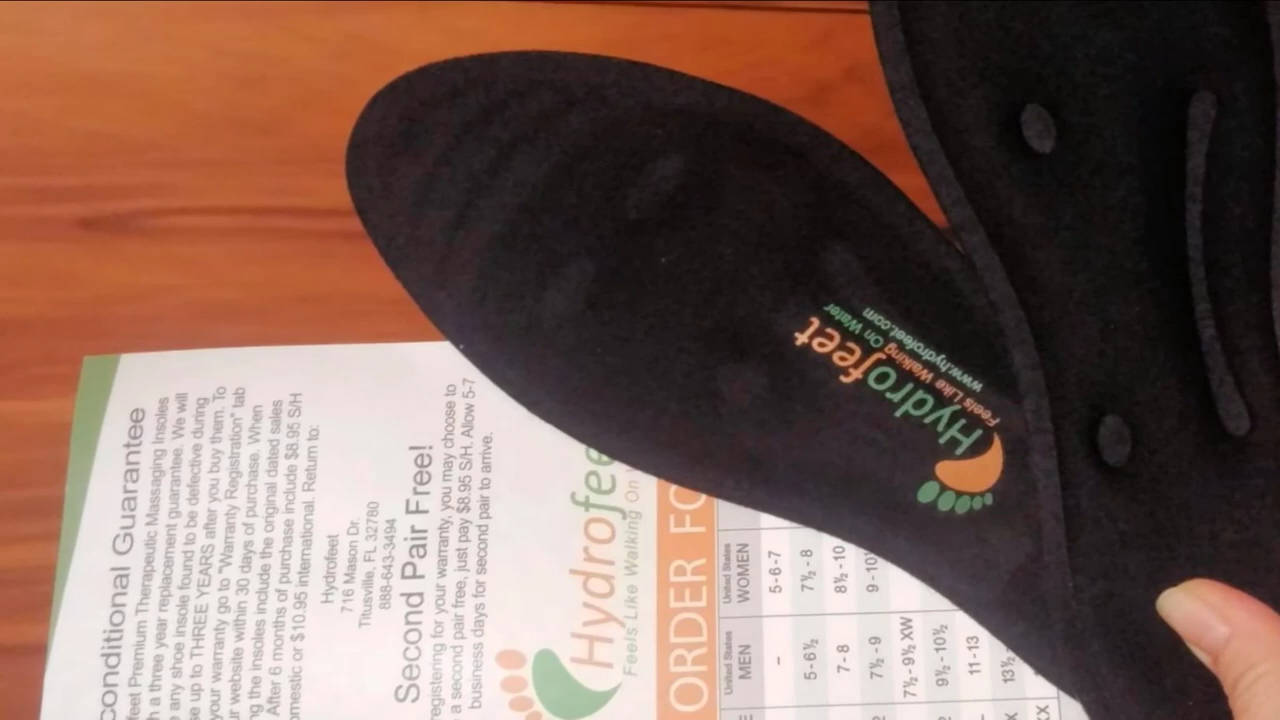 conditional Guarantee
feet Premium Therapeutic Massaging Insoles
a three year replacement guarantee. We will
any shoe insole found to be defective during
up to THREE YEARS after you buy them. To
your warranty go to "Warranty Registration" tab
website within 30 days of purchase. When
the insoles include the original dated sales
After 6 months of purchase include $8.95 S/H
or $10.95 international. Return to:
Hydrofeet
716 Mason Dr.
Titusville, FL 32780
888-643-3494
Second Pair Free!
registering for your warranty, you may choose to
a second pair free, just pay $8.95 S/H. Allow 5-7
business days for second pair to arrive.
Hydrofee
Feels Like Walking On
ORDER FO
United States MEN
United States WOMEN
– 5-6-7
5-6½ 7½-8
7-8 8½-10
7½-9 9-10
7½-9½ XW
9½-10½
11-13
13½
Hydrofeet
Feels Like Walking On Water
www.hydrofeet.com